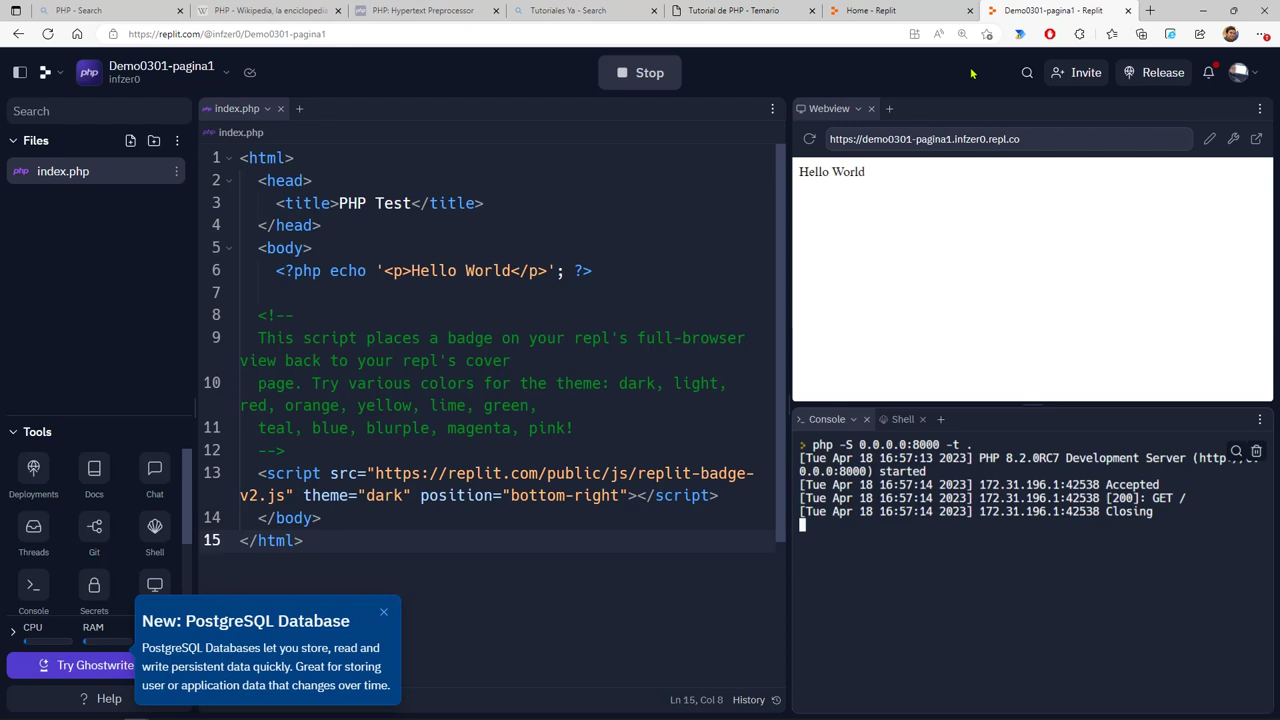 PHP - Search
PHP - Wikipedia, la enciclopedia
PHP: Hypertext Preprocessor
Tutoriales Ya - Search
Tutorial de PHP - Temario
Home - Replit
Demo0301-pagina1 - Replit
https://replit.com/@infzer0/Demo0301-pagina1
php
Demo0301-pagina1
infzer0
Stop
Invite
Release
Search
Files
php index.php
Tools
Deployments
Docs
Chat
Threads
Git
Shell
Console
Secrets
CPU
RAM
Try Ghostwrite
? Help
php index.php
php index.php
1 <html>
2 <head>
3 <title>PHP Test</title>
4 </head>
5 <body>
6 <?php echo '<p>Hello World</p>'; ?>
7
8 <!--
9 This script places a badge on your repl's full-browser
view back to your repl's cover
10 page. Try various colors for the theme: dark, light,
red, orange, yellow, lime, green,
11 teal, blue, blurple, magenta, pink!
12 -->
13 <script src="https://replit.com/public/js/replit-badge-
v2.js" theme="dark" position="bottom-right"></script>
14 </body>
15 </html>
New: PostgreSQL Database
PostgreSQL Databases let you store, read and
write persistent data quickly. Great for storing
user or application data that changes over time.
Ln 15, Col 8
History
Webview
https://demo0301-pagina1.infzer0.repl.co
Hello World
Console
Shell
> php -S 0.0.0.0:8000 -t .
[Tue Apr 18 16:57:13 2023] PHP 8.2.0RC7 Development Server (http
0.0.0.0:8000) started
[Tue Apr 18 16:57:14 2023] 172.31.196.1:42538 Accepted
[Tue Apr 18 16:57:14 2023] 172.31.196.1:42538 [200]: GET /
[Tue Apr 18 16:57:14 2023] 172.31.196.1:42538 Closing